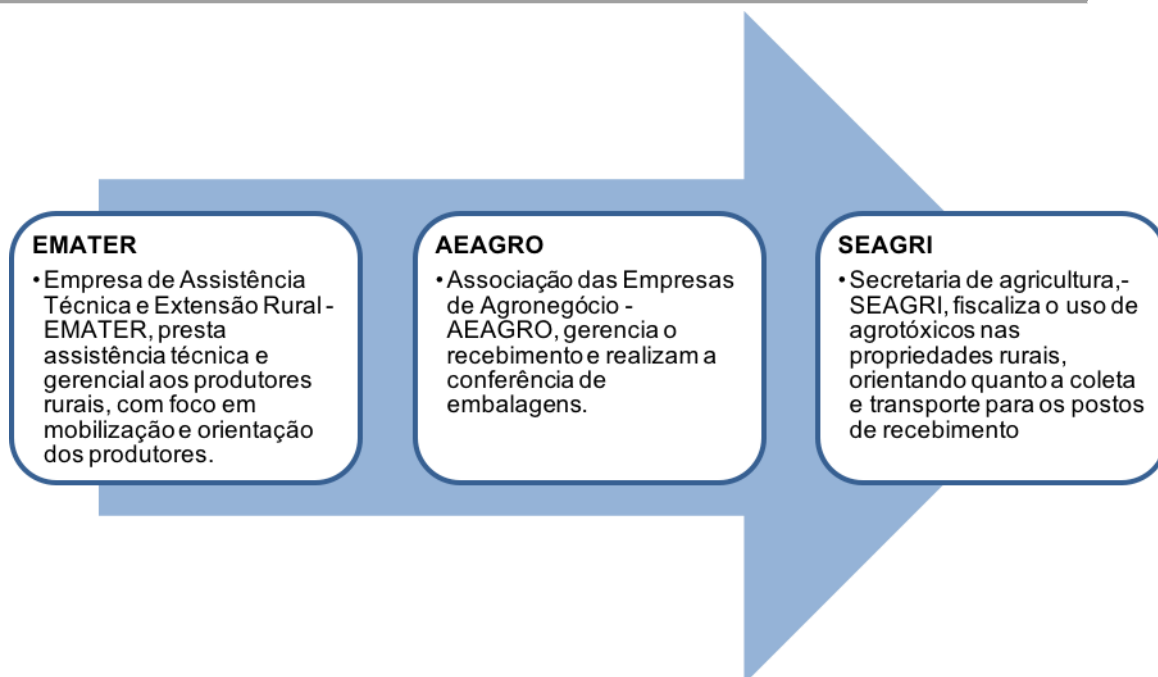 EMATER
• Empresa de Assistência
Técnica e Extensão Rural -
EMATER, presta
assistência técnica e
gerencial aos produtores
rurais, com foco em
mobilização e orientação
dos produtores.
AEAGRO
• Associação das Empresas
de Agronegócio -
AEAGRO, gerencia o
recebimento e realizam a
conferência de
embalagens.
SEAGRI
• Secretaria de agricultura,-
SEAGRI, fiscaliza o uso de
agrotóxicos nas
propriedades rurais,
orientando quanto a coleta
e transporte para os postos
de recebimento